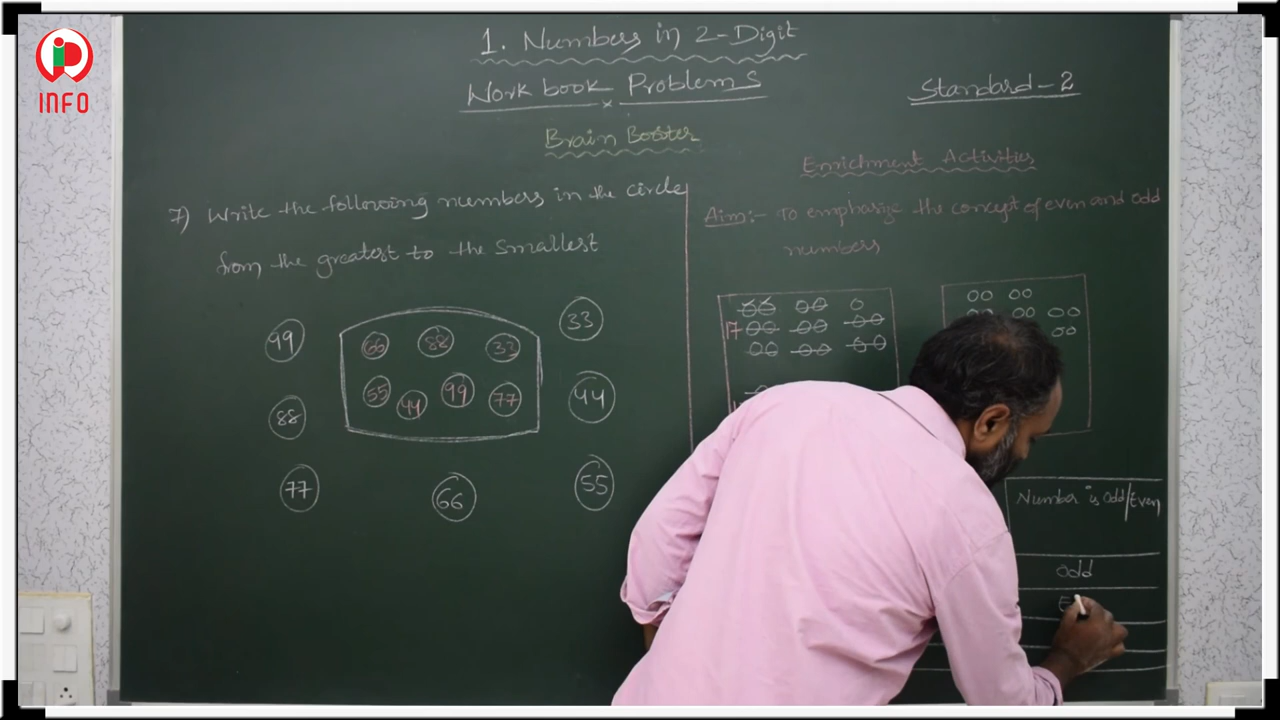 INFO
1. Numbers in 2-Digit
Work book Problems
Standard-2
Brain Booster
7) Write the following numbers in the circle
from the greatest to the smallest
99
88
77
66
55
44
33
66 88 33
55 44 99 77
Enrichment Activities
Aim:- To emphasize the concept of even and odd
numbers
17
Number is odd/Even
odd